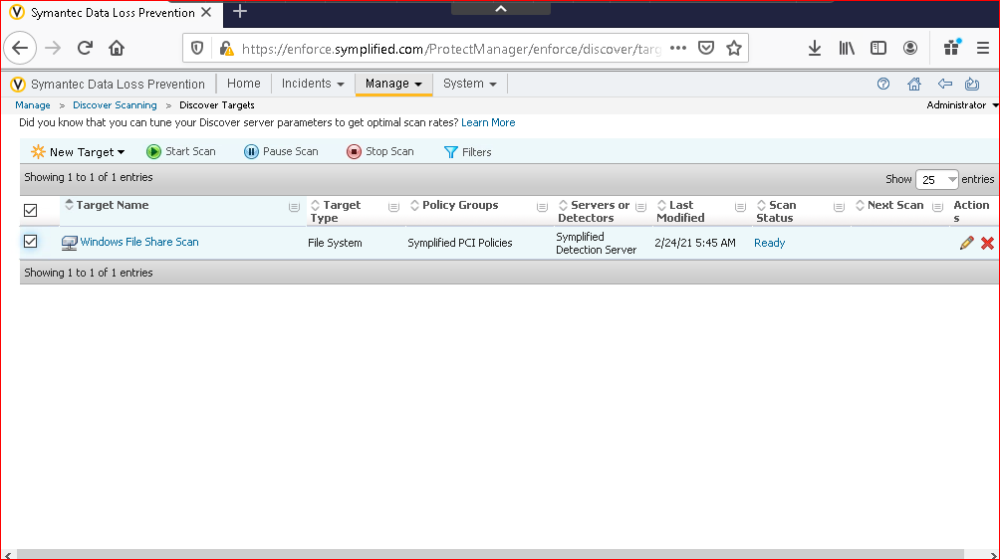 Symantec Data Loss Prevention
https://enforce.symplified.com/ProtectManager/enforce/discover/targ
Symantec Data Loss Prevention Home Incidents Manage System
Manage > Discover Scanning > Discover Targets Administrator
Did you know that you can tune your Discover server parameters to get optimal scan rates? Learn More
New Target Start Scan Pause Scan Stop Scan Filters
Showing 1 to 1 of 1 entries Show 25 entries
Target Name Target Type Policy Groups Servers or Detectors Last Modified Scan Status Next Scan Actions
Windows File Share Scan File System Symplified PCI Policies Symplified Detection Server 2/24/21 5:45 AM Ready
Showing 1 to 1 of 1 entries